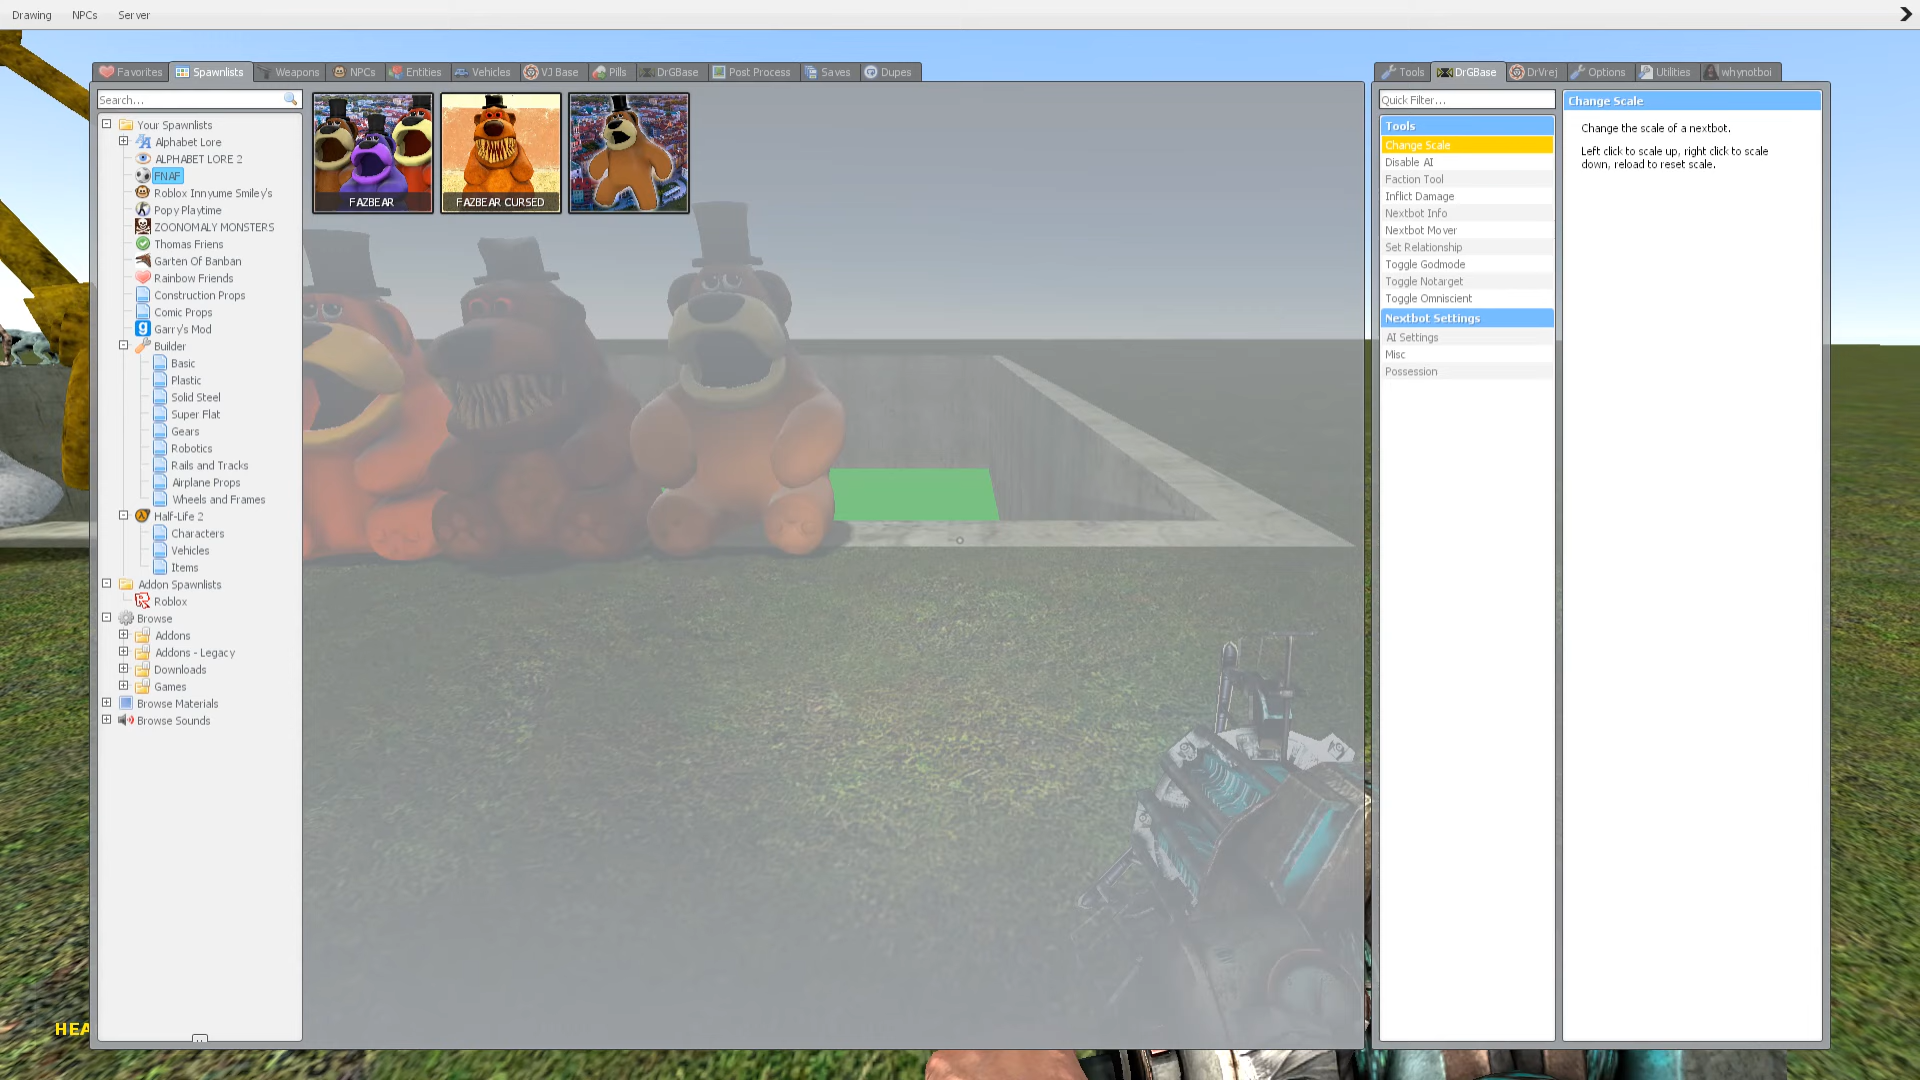 Drawing NPCs Server
Favorites Spawnlists Weapons NPCs Entities Vehicles VJ Base Pills DrGBase Post Process Saves Dupes
Search...
Your Spawnlists
Alphabet Lore
ALPHABET LORE 2
FNAF
Roblox Innyume Smiley's
Popy Playtime
ZOONOMALY MONSTERS
Thomas Friens
Garten Of Banban
Rainbow Friends
Construction Props
Comic Props
Garry's Mod
Builder
Basic
Plastic
Solid Steel
Super Flat
Gears
Robotics
Rails and Tracks
Airplane Props
Wheels and Frames
Half-Life 2
Characters
Vehicles
Items
Addon Spawnlists
Roblox
Browse
Addons
Addons - Legacy
Downloads
Games
Browse Materials
Browse Sounds
FAZBEAR
FAZBEAR CURSED
HEA
Tools DrGBase DrVrej Options Utilities whynotboi
Quick Filter...
Tools
Change Scale
Disable AI
Faction Tool
Inflict Damage
Nextbot Info
Nextbot Mover
Set Relationship
Toggle Godmode
Toggle Notarget
Toggle Omniscient
Nextbot Settings
AI Settings
Misc
Possession
Change Scale
Change the scale of a nextbot.
Left click to scale up, right click to scale
down, reload to reset scale.